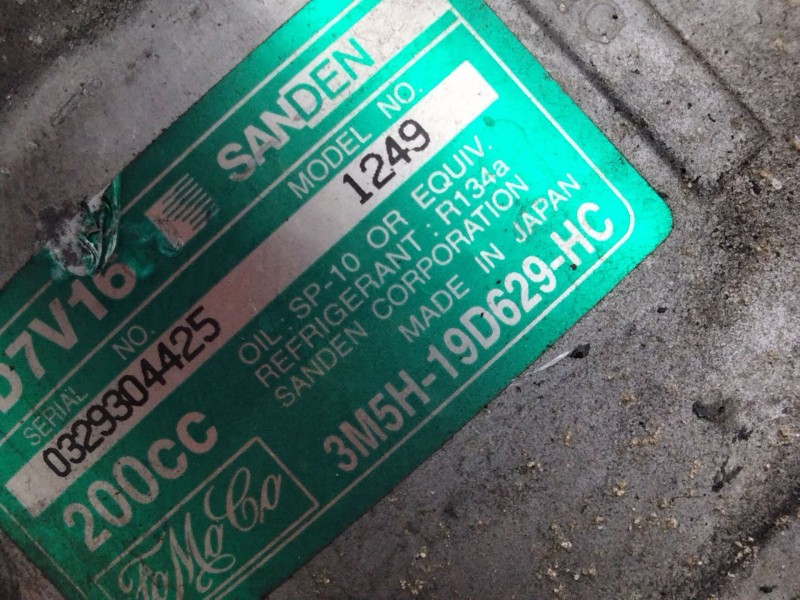 SANDEN
MODEL NO.
1249
D7V16
SERIAL NO.
0329304425
OIL: SP-10 OR EQUIV.
REFRIGERANT: R134a
SANDEN CORPORATION
MADE IN JAPAN
200CC
3M5H-19D629-HC
FoMoCo